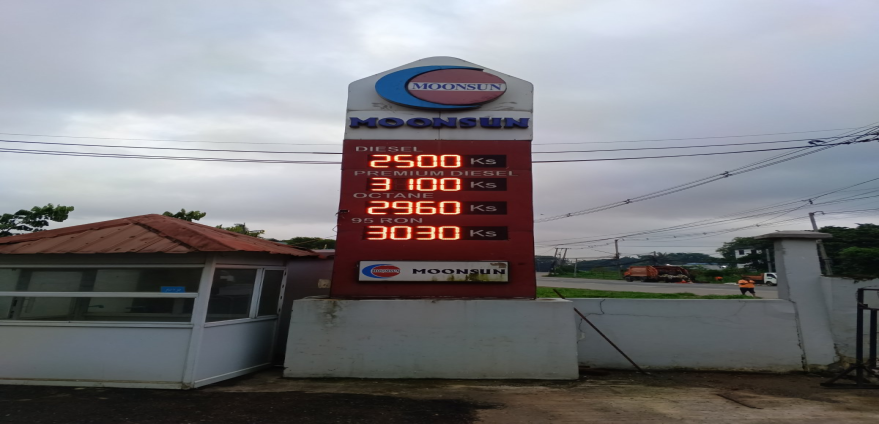 MOONSUN
MOONSUN
DIESEL
2500 Ks
PREMIUM DIESEL
3100 Ks
OCTANE
2960 Ks
95 RON
3030 Ks
MOONSUN